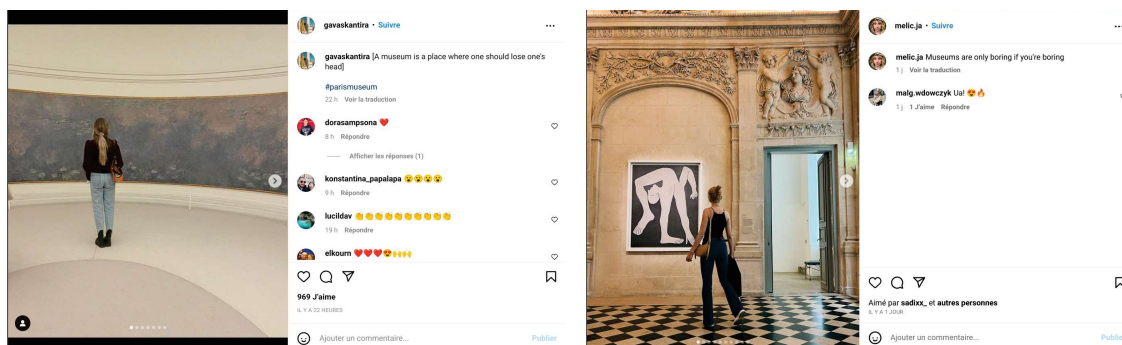 gavaskantira • Suivre
gavaskantira [A museum is a place where one should lose one's
head]
#parismuseum
22 h Voir la traduction
dorasampsona ❤️
8 h Répondre
Afficher les réponses (1)
konstantina_papalapa 😮😮😮😮
9 h Répondre
lucildav 👏👏👏👏👏👏👏👏👏👏
19 h Répondre
elkourn ❤️❤️❤️😍🙌🙌
969 J'aime
IL Y A 22 HEURES
Ajouter un commentaire... Publier
melic.ja • Suivre
melic.ja Museums are only boring if you're boring
1 j Voir la traduction
malg.wdowczyk Ua! 😍🔥
1 j 1 J'aime Répondre
Aimé par sadixx_ et autres personnes
IL Y A 1 JOUR
Ajouter un commentaire... Publie